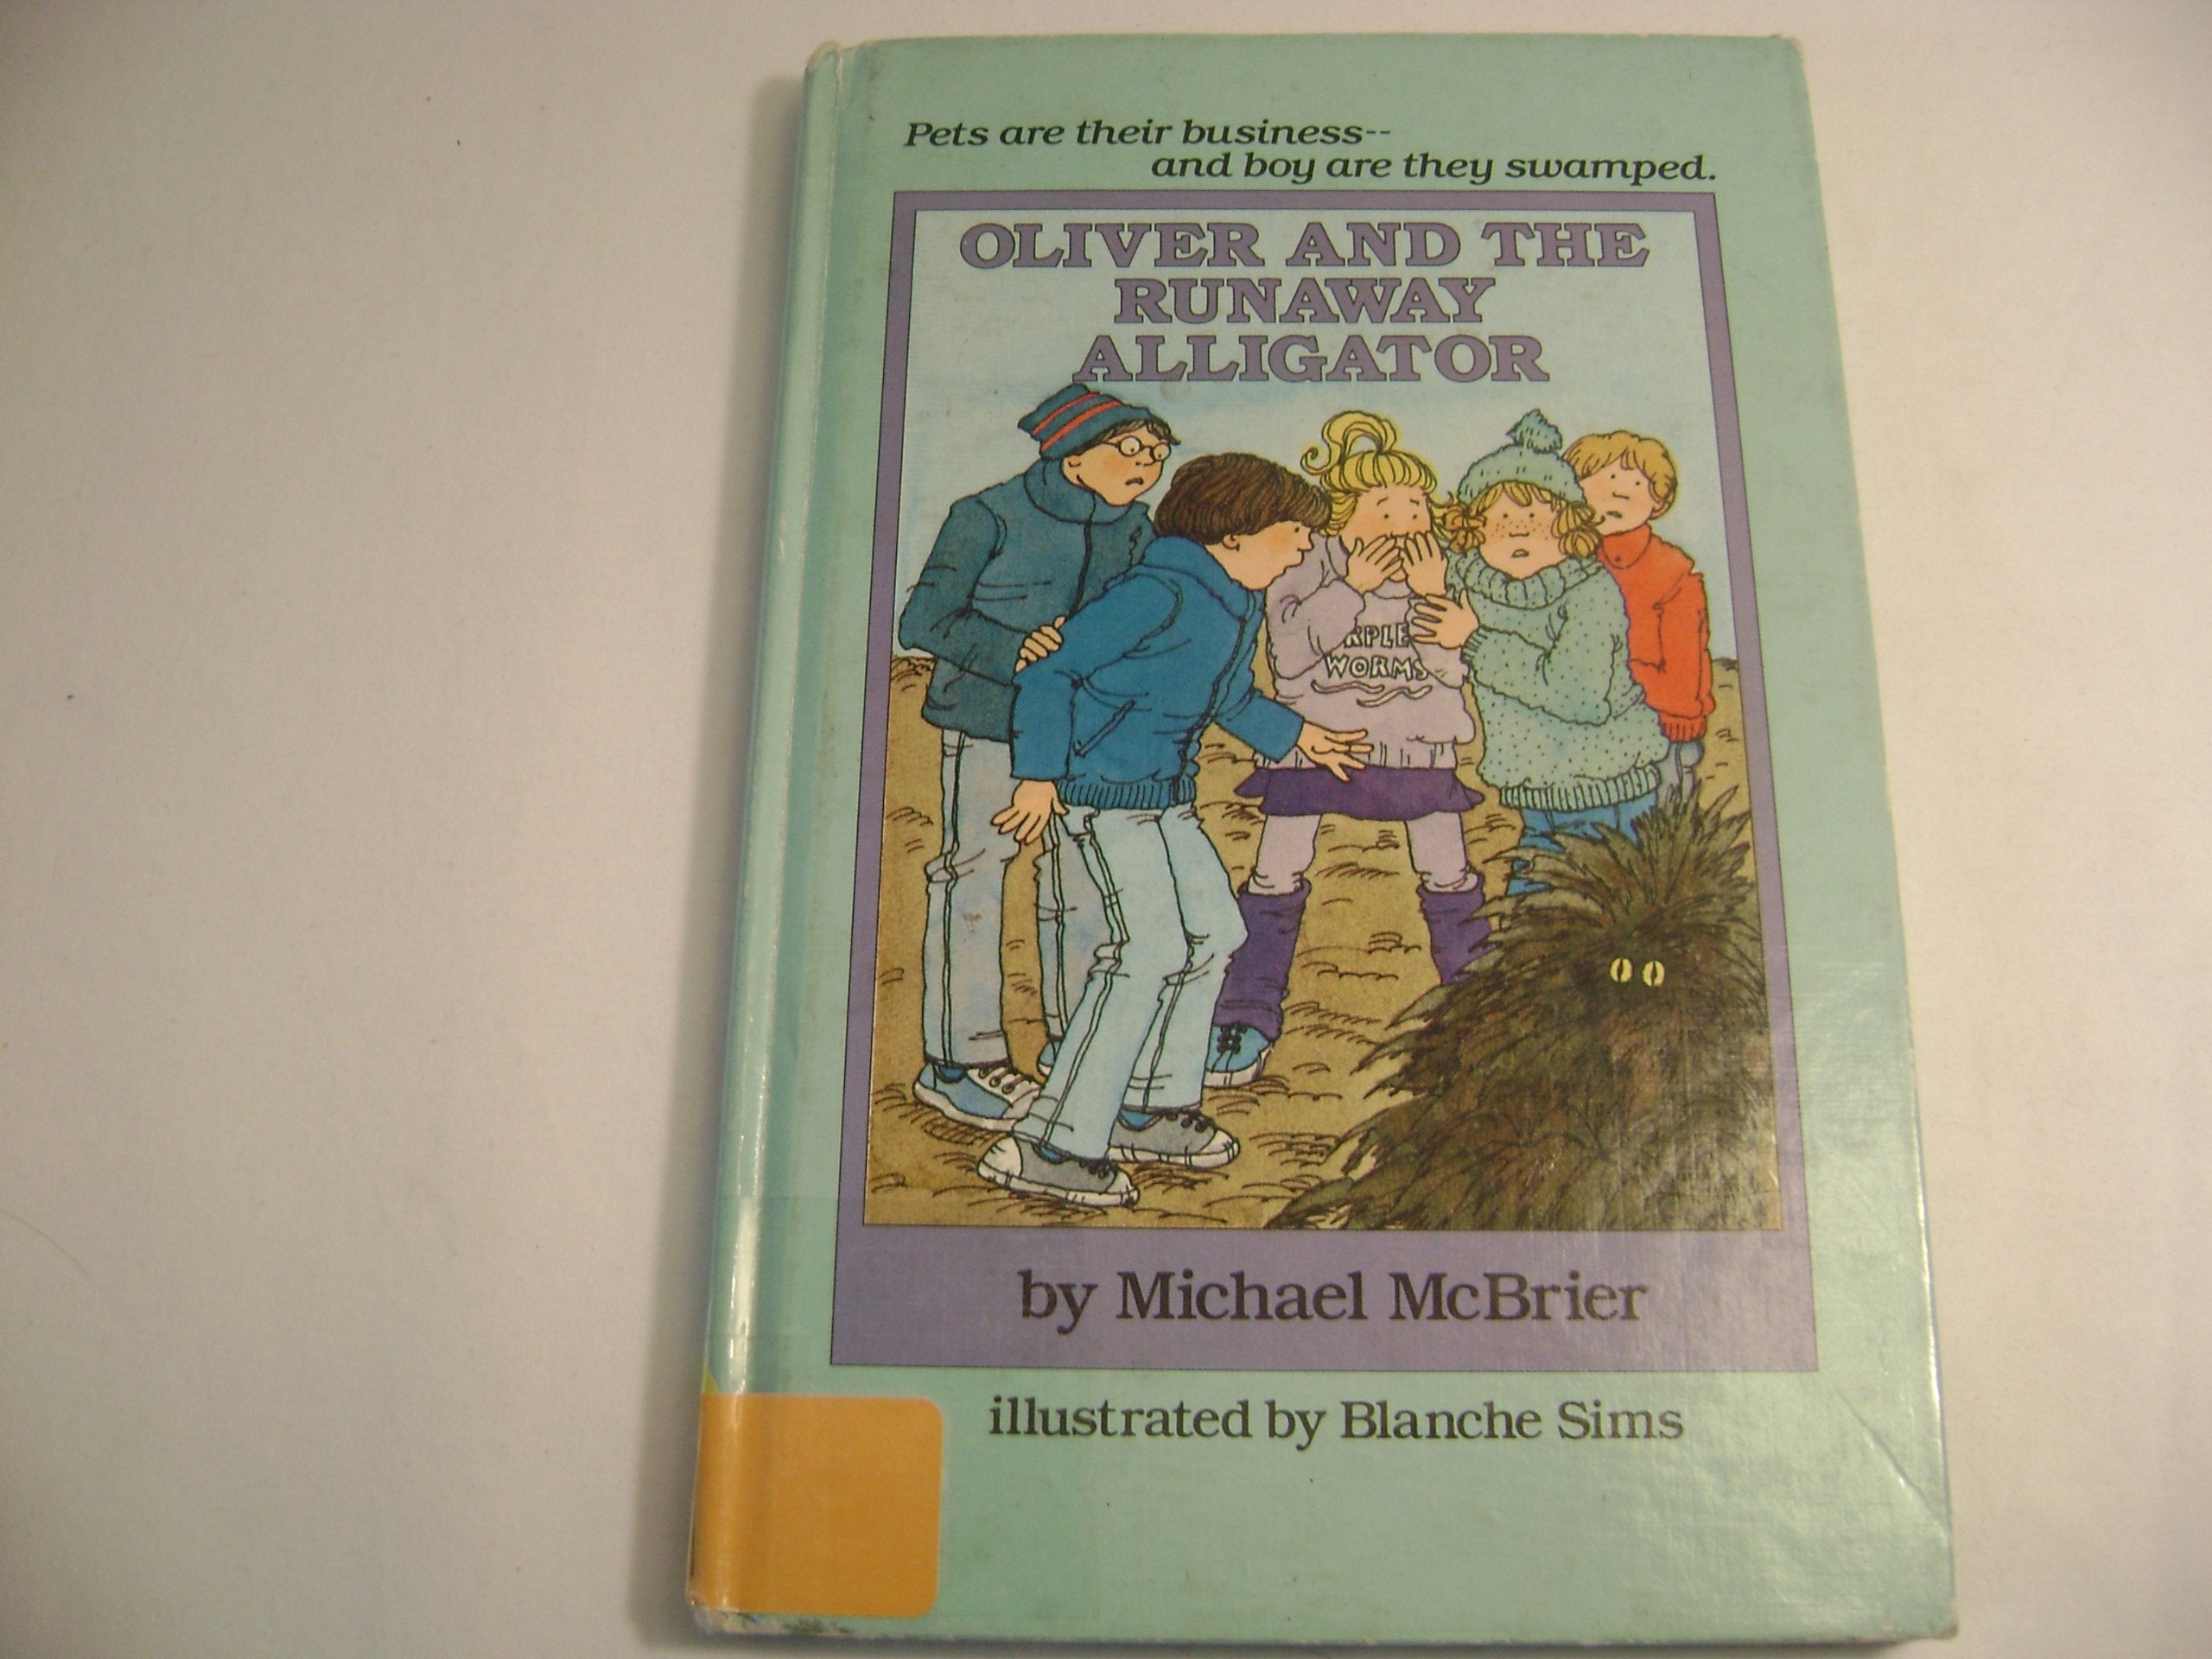 Pets are their business--
and boy are they swamped.
OLIVER AND THE
RUNAWAY
ALLIGATOR
RPLE
WORMS
by Michael McBrier
illustrated by Blanche Sims